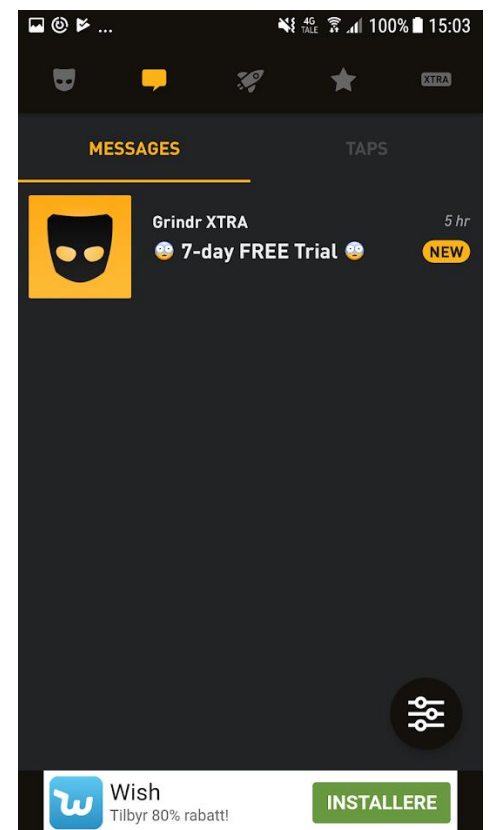 ... 4G TALE 100% 15:03
XTRA
MESSAGES TAPS
Grindr XTRA 5 hr
😳 7-day FREE Trial 😳 NEW
Wish
Tilbyr 80% rabatt!
INSTALLERE